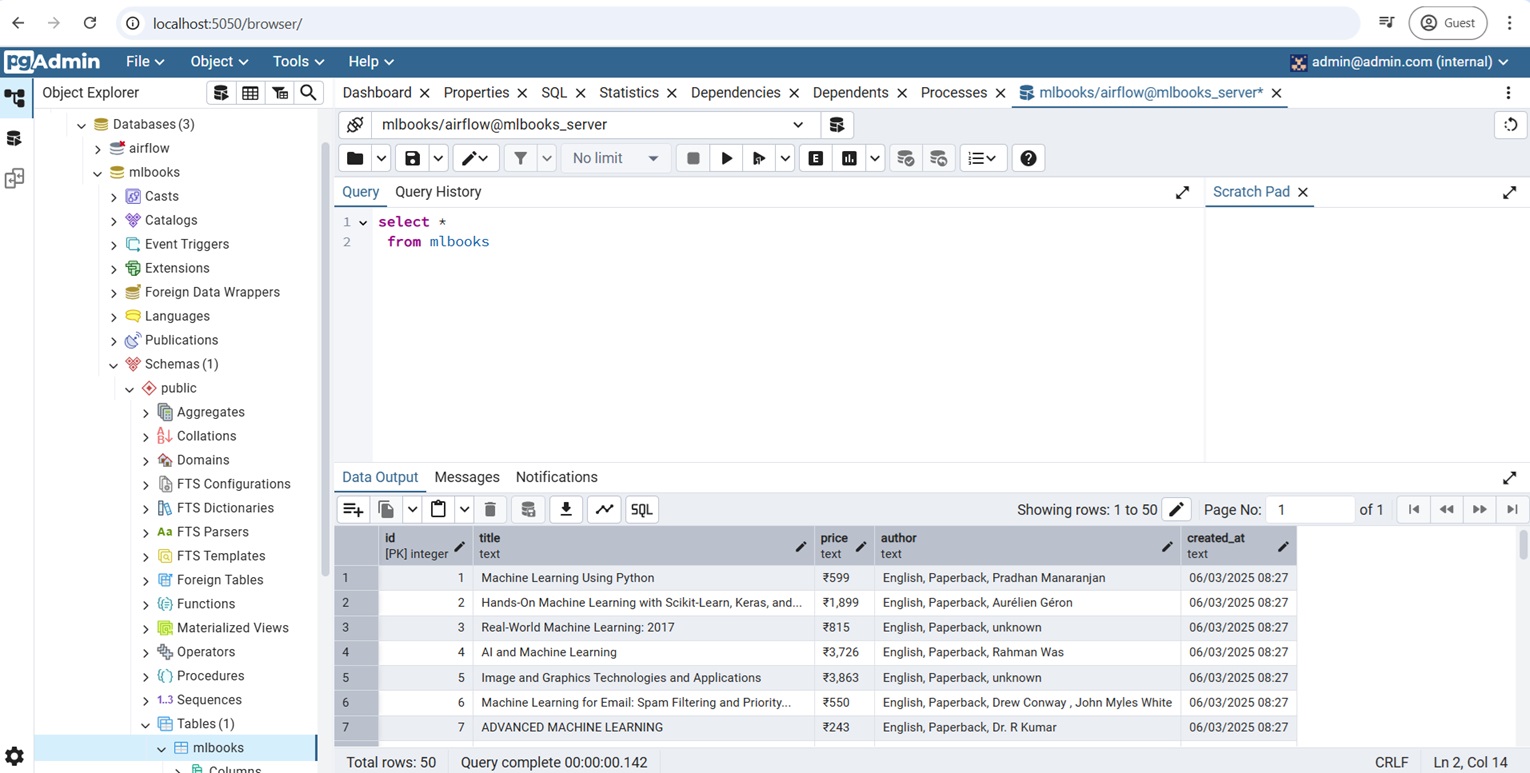 localhost:5050/browser/
Guest
pgAdmin File Object Tools Help admin@admin.com (internal)
Object Explorer
Dashboard Properties SQL Statistics Dependencies Dependents Processes mlbooks/airflow@mlbooks_server*
Databases (3)
airflow
mlbooks
Casts
Catalogs
Event Triggers
Extensions
Foreign Data Wrappers
Languages
Publications
Schemas (1)
public
Aggregates
Collations
Domains
FTS Configurations
FTS Dictionaries
FTS Parsers
FTS Templates
Foreign Tables
Functions
Materialized Views
Operators
Procedures
1..3 Sequences
Tables (1)
mlbooks
Columns
mlbooks/airflow@mlbooks_server
No limit
E
Query Query History
Scratch Pad
1 select *
2 from mlbooks
Data Output Messages Notifications
SQL
Showing rows: 1 to 50 Page No: 1 of 1
id title price author created_at
[PK] integer text text text text
1 1 Machine Learning Using Python ₹599 English, Paperback, Pradhan Manaranjan 06/03/2025 08:27
2 2 Hands-On Machine Learning with Scikit-Learn, Keras, and... ₹1,899 English, Paperback, Aurélien Géron 06/03/2025 08:27
3 3 Real-World Machine Learning: 2017 ₹815 English, Paperback, unknown 06/03/2025 08:27
4 4 AI and Machine Learning ₹3,726 English, Paperback, Rahman Was 06/03/2025 08:27
5 5 Image and Graphics Technologies and Applications ₹3,863 English, Paperback, unknown 06/03/2025 08:27
6 6 Machine Learning for Email: Spam Filtering and Priority... ₹550 English, Paperback, Drew Conway , John Myles White 06/03/2025 08:27
7 7 ADVANCED MACHINE LEARNING ₹243 English, Paperback, Dr. R Kumar 06/03/2025 08:27
Total rows: 50 Query complete 00:00:00.142 CRLF Ln 2, Col 14